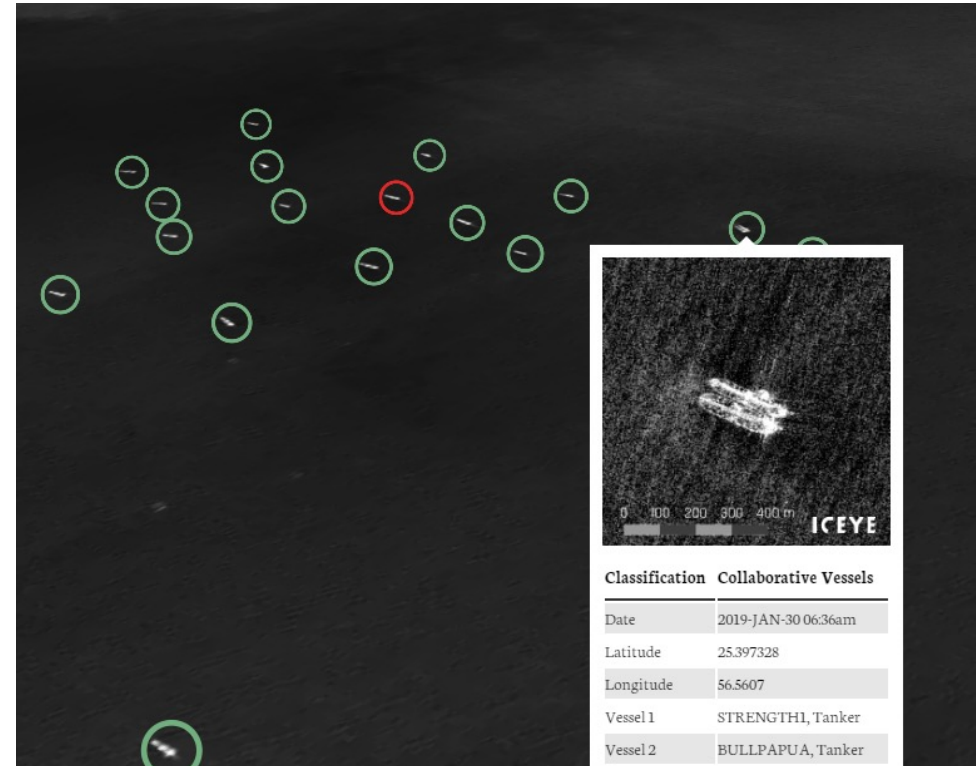 0 100 200 300 400 m
ICEYE
Classification Collaborative Vessels
Date 2019-JAN-30 06:36am
Latitude 25.397328
Longitude 56.5607
Vessel 1 STRENGTH1, Tanker
Vessel 2 BULLPAPUA, Tanker